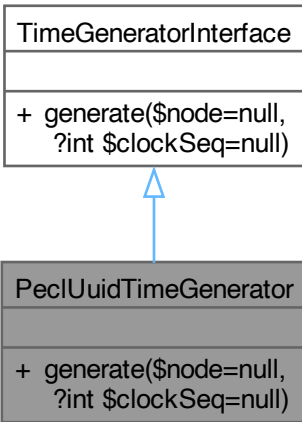 TimeGeneratorInterface
+ generate($node=null,
?int $clockSeq=null)
PeclUuidTimeGenerator
+ generate($node=null,
?int $clockSeq=null)